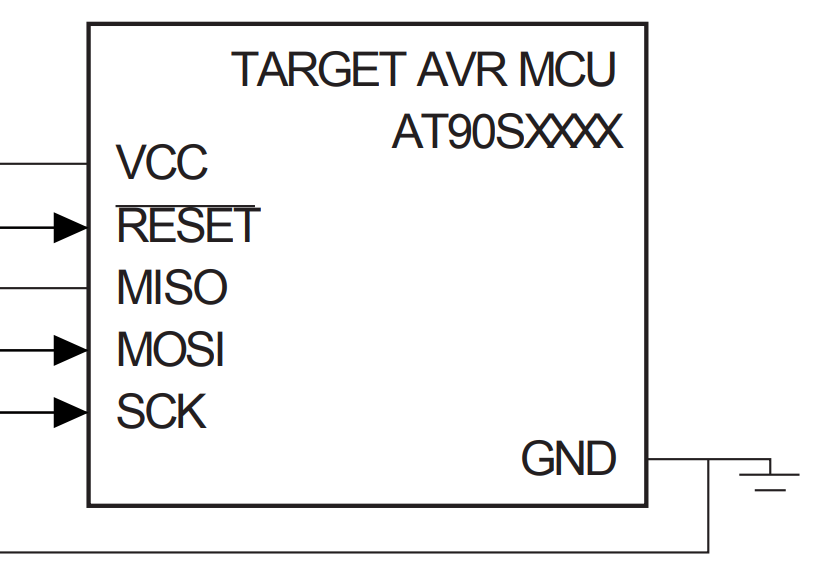 TARGET AVR MCU
AT90SXXXX
VCC
RESET
MISO
MOSI
SCK
GND